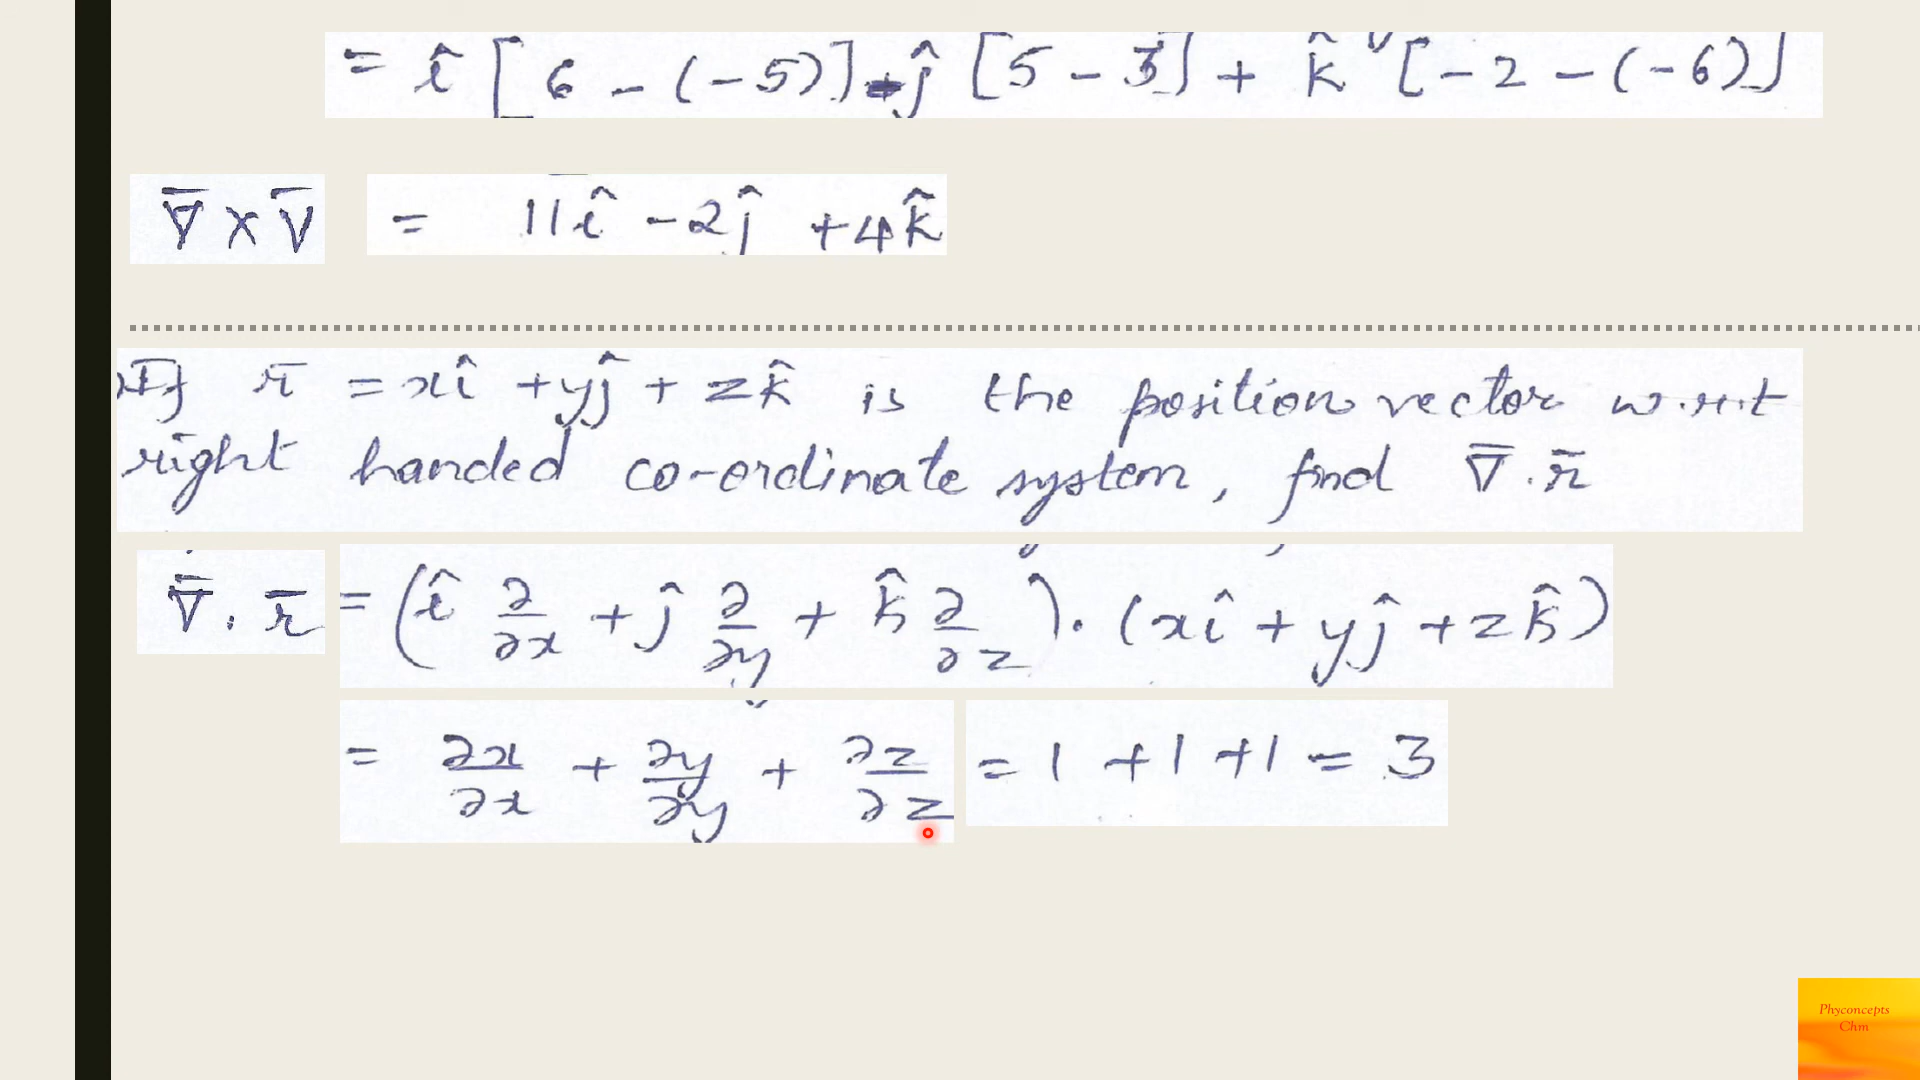 = î [6 - (-5)] - ĵ [5 - 3] + k̂ [-2 - (-6)]
∇̅ × V̅ = 11î - 2ĵ + 4k̂
If r̅ = xî + yĵ + zk̂ is the position vector w.r.t
right handed co-ordinate system, find ∇̅ . r̅
∇̅ . r̅ = (î ∂/∂x + ĵ ∂/∂y + k̂ ∂/∂z) . (xî + yĵ + zk̂)
= ∂x/∂x + ∂y/∂y + ∂z/∂z = 1 + 1 + 1 = 3
Phyconcepts
Chm